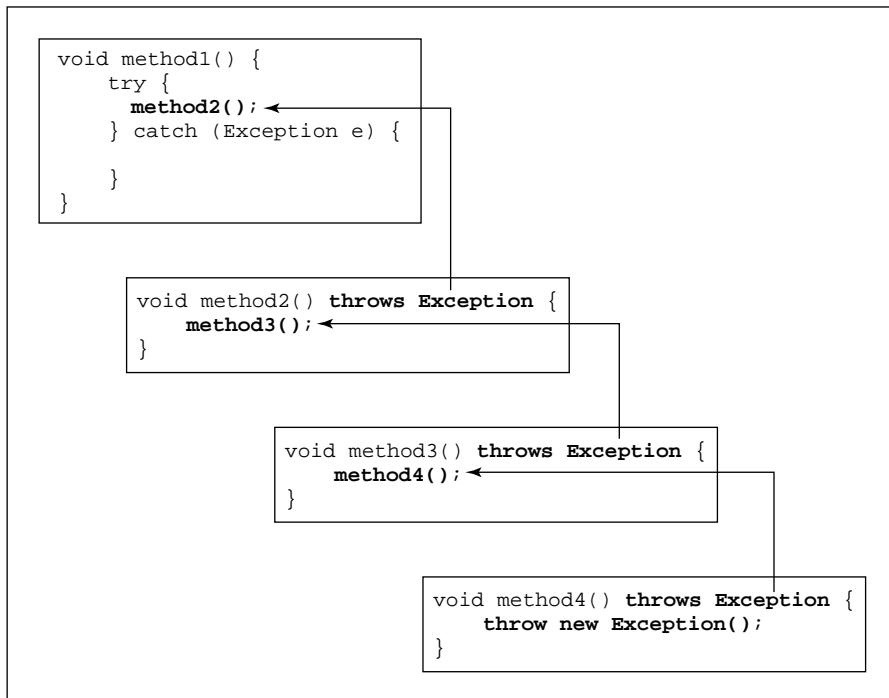 void method1() {
    try {
      method2();
    } catch (Exception e) {

    }
}
void method2() throws Exception {
    method3();
}
void method3() throws Exception {
    method4();
}
void method4() throws Exception {
    throw new Exception();
}